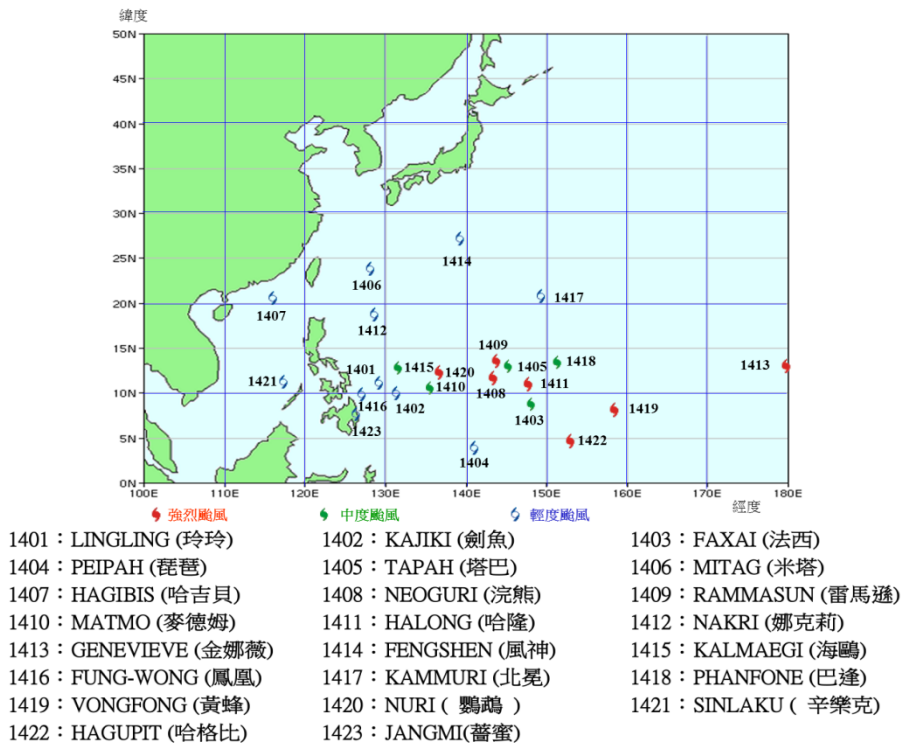 緯度
50N
45N
40N
35N
30N
25N
20N
15N
10N
5N
0N
1414
1406
1407
1412
1417
1409
1401
1415
1420
1405
1418
1413
1421
1410
1408
1411
1416
1402
1403
1419
1423
1422
1404
100E 110E 120E 130E 140E 150E 160E 170E 180E
經度
強烈颱風 中度颱風 輕度颱風
1401：LINGLING (玲玲) 1402：KAJIKI (劍魚) 1403：FAXAI (法西)
1404：PEIPAH (琵琶) 1405：TAPAH (塔巴) 1406：MITAG (米塔)
1407：HAGIBIS (哈吉貝) 1408：NEOGURI (浣熊) 1409：RAMMASUN (雷馬遜)
1410：MATMO (麥德姆) 1411：HALONG (哈隆) 1412：NAKRI (娜克莉)
1413：GENEVIEVE (金娜薇) 1414：FENGSHEN (風神) 1415：KALMAEGI (海鷗)
1416：FUNG-WONG (鳳凰) 1417：KAMMURI (北冕) 1418：PHANFONE (巴逢)
1419：VONGFONG (黃蜂) 1420：NURI ( 鸚鵡 ) 1421：SINLAKU ( 辛樂克)
1422：HAGUPIT (哈格比) 1423：JANGMI(薔蜜)